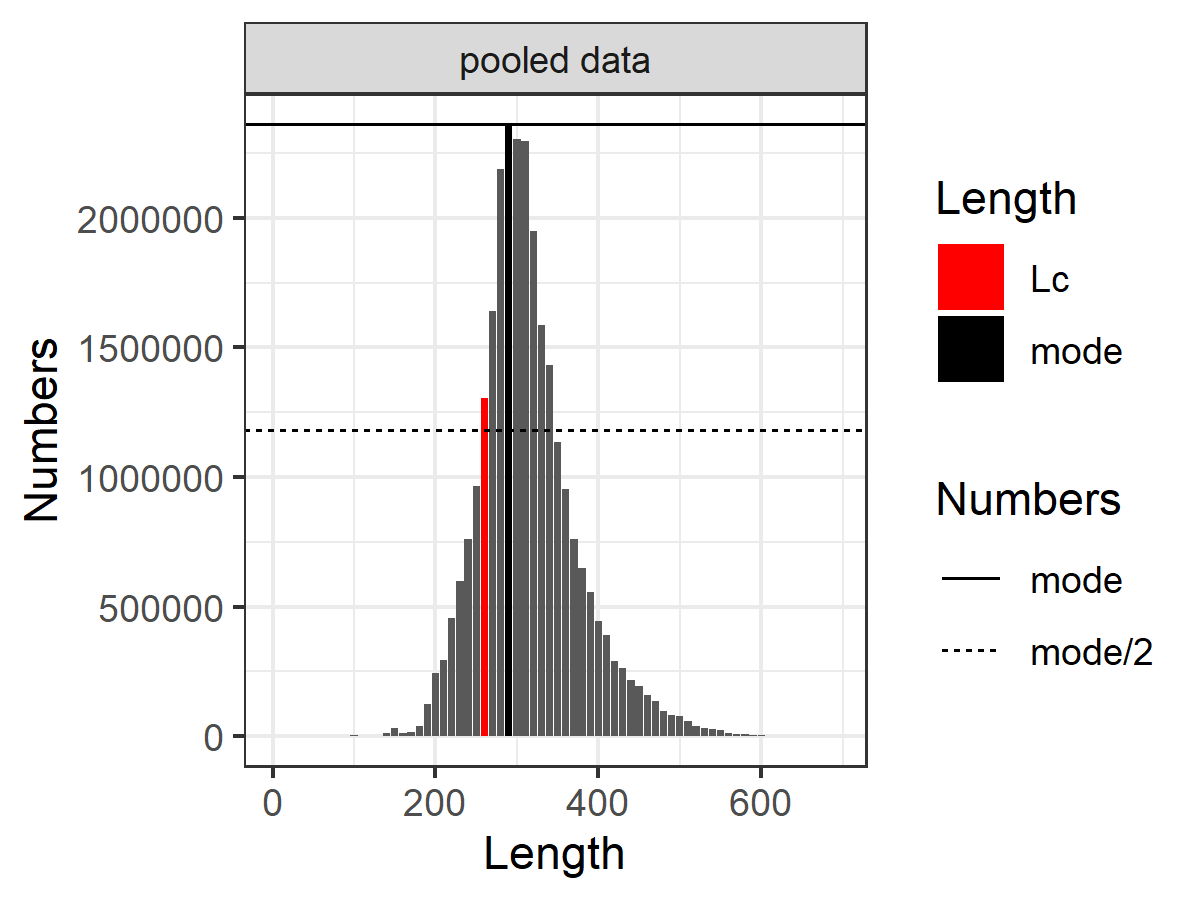 pooled data
Numbers
2000000
1500000
1000000
500000
0
0 200 400 600
Length
Length
Lc
mode
Numbers
mode
mode/2